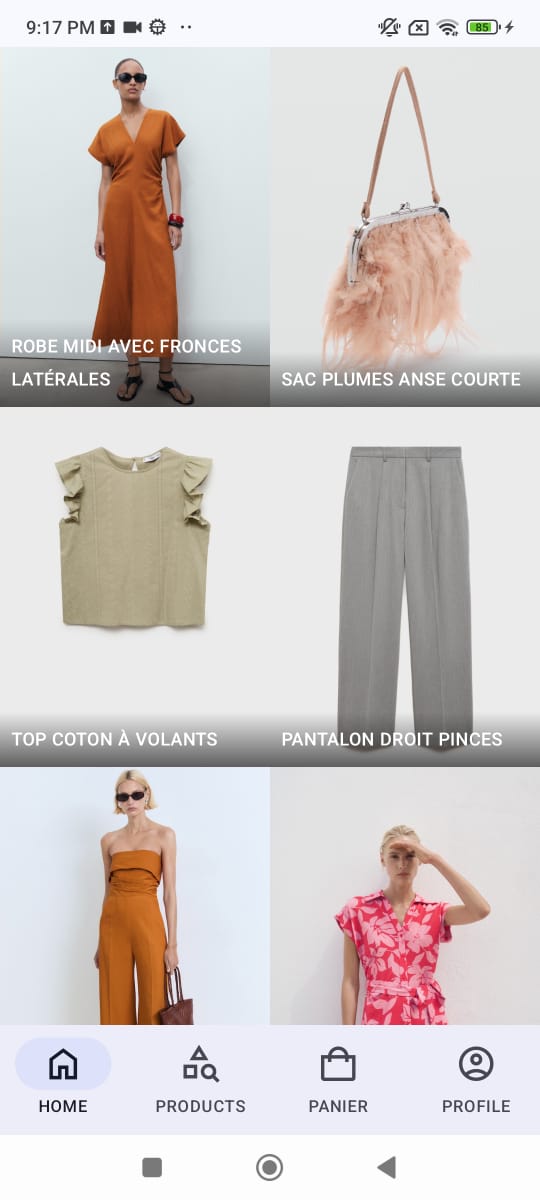 9:17 PM
85
ROBE MIDI AVEC FRONCES
LATÉRALES
SAC PLUMES ANSE COURTE
TOP COTON À VOLANTS
PANTALON DROIT PINCES
HOME
PRODUCTS
PANIER
PROFILE